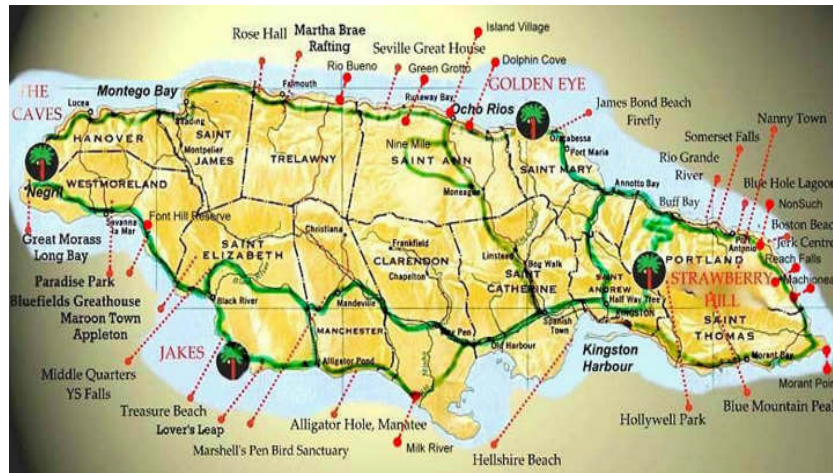 Island Village
Rose Hall
Martha Brae
Rafting
Seville Great House
Dolphin Cove
Rio Bueno
Green Grotto
GOLDEN EYE
Nanny Town
THE
CAVES
Montego Bay
Falmouth
Runaway Bay
Ocho Rios
James Bond Beach
Firefly
Somerset Falls
Lucea
Reading
Oracabessa
Port Maria
Rio Grande
River
HANOVER
SAINT
JAMES
Montpelier
TRELAWNY
Nine Mile
SAINT ANN
SAINT MARY
Annotto Bay
Blue Hole Lagoon
Buff Bay
NonSuch
Negril
WESTMORELAND
Moneague
Boston Beach
Jerk Centre
Savanna
la Mar
Font Hill Reserve
Christiana
PORTLAND
Antonio
Reach Falls
Great Morass
Long Bay
SAINT
ELIZABETH
Frankfield
CLARENDON
Chapelton
Linstead
Bog Walk
SAINT
CATHERINE
SAINT
ANDREW
STRAWBERRY
HILL
Paradise Park
Bluefields Greathouse
Maroon Town
Appleton
Black River
Mandeville
Half Way Tree
KINGSTON
SAINT
THOMAS
MANCHESTER
Pen
Old Harbour
Spanish
Town
Kingston
Harbour
Morant Bay
JAKES
Alligator Pond
Middle Quarters
YS Falls
Morant Poi
Treasure Beach
Lover's Leap
Alligator Hole, Manatee
Hollywell Park
Blue Mountain Peak
Marshell's Pen Bird Sanctuary
Milk River
Hellshire Beach